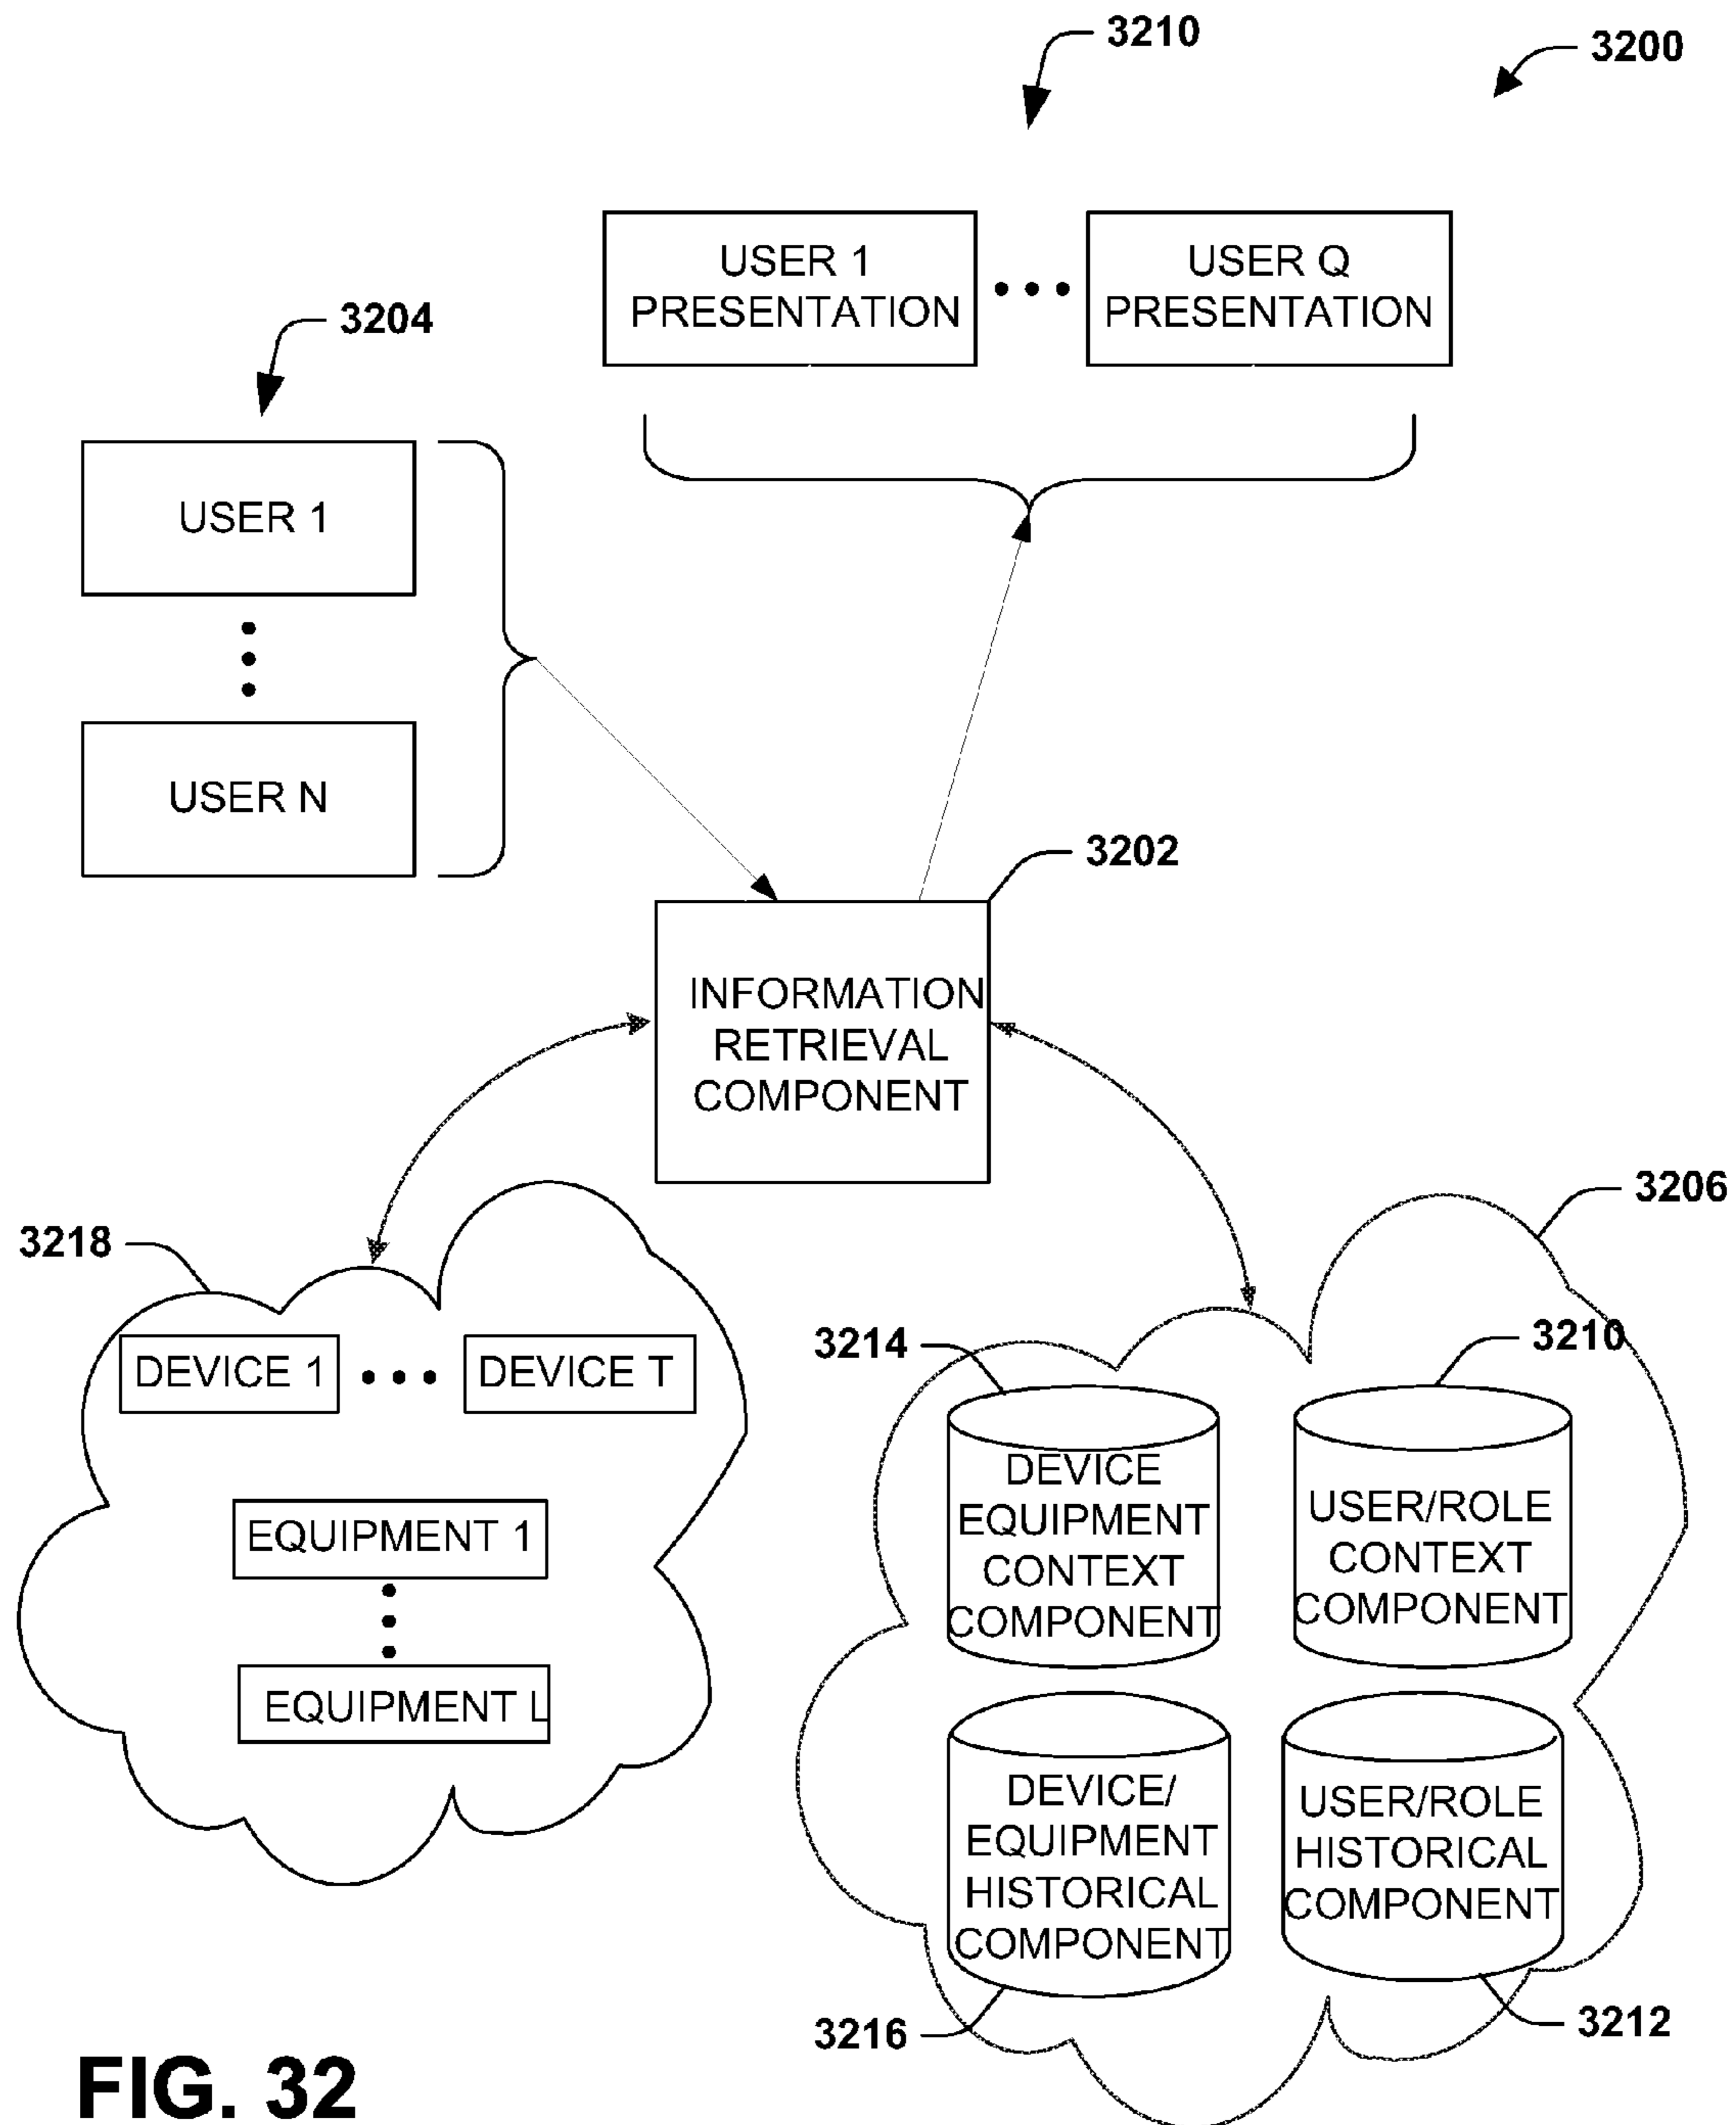 3210
3200
USER 1
PRESENTATION
USER Q
PRESENTATION
3204
USER 1
USER N
3202
INFORMATION
RETRIEVAL
COMPONENT
3206
3218
DEVICE 1
DEVICE T
EQUIPMENT 1
EQUIPMENT L
3214
3210
DEVICE
EQUIPMENT
CONTEXT
COMPONENT
USER/ROLE
CONTEXT
COMPONENT
DEVICE/
EQUIPMENT
HISTORICAL
COMPONENT
USER/ROLE
HISTORICAL
COMPONENT
3216
3212
FIG. 32